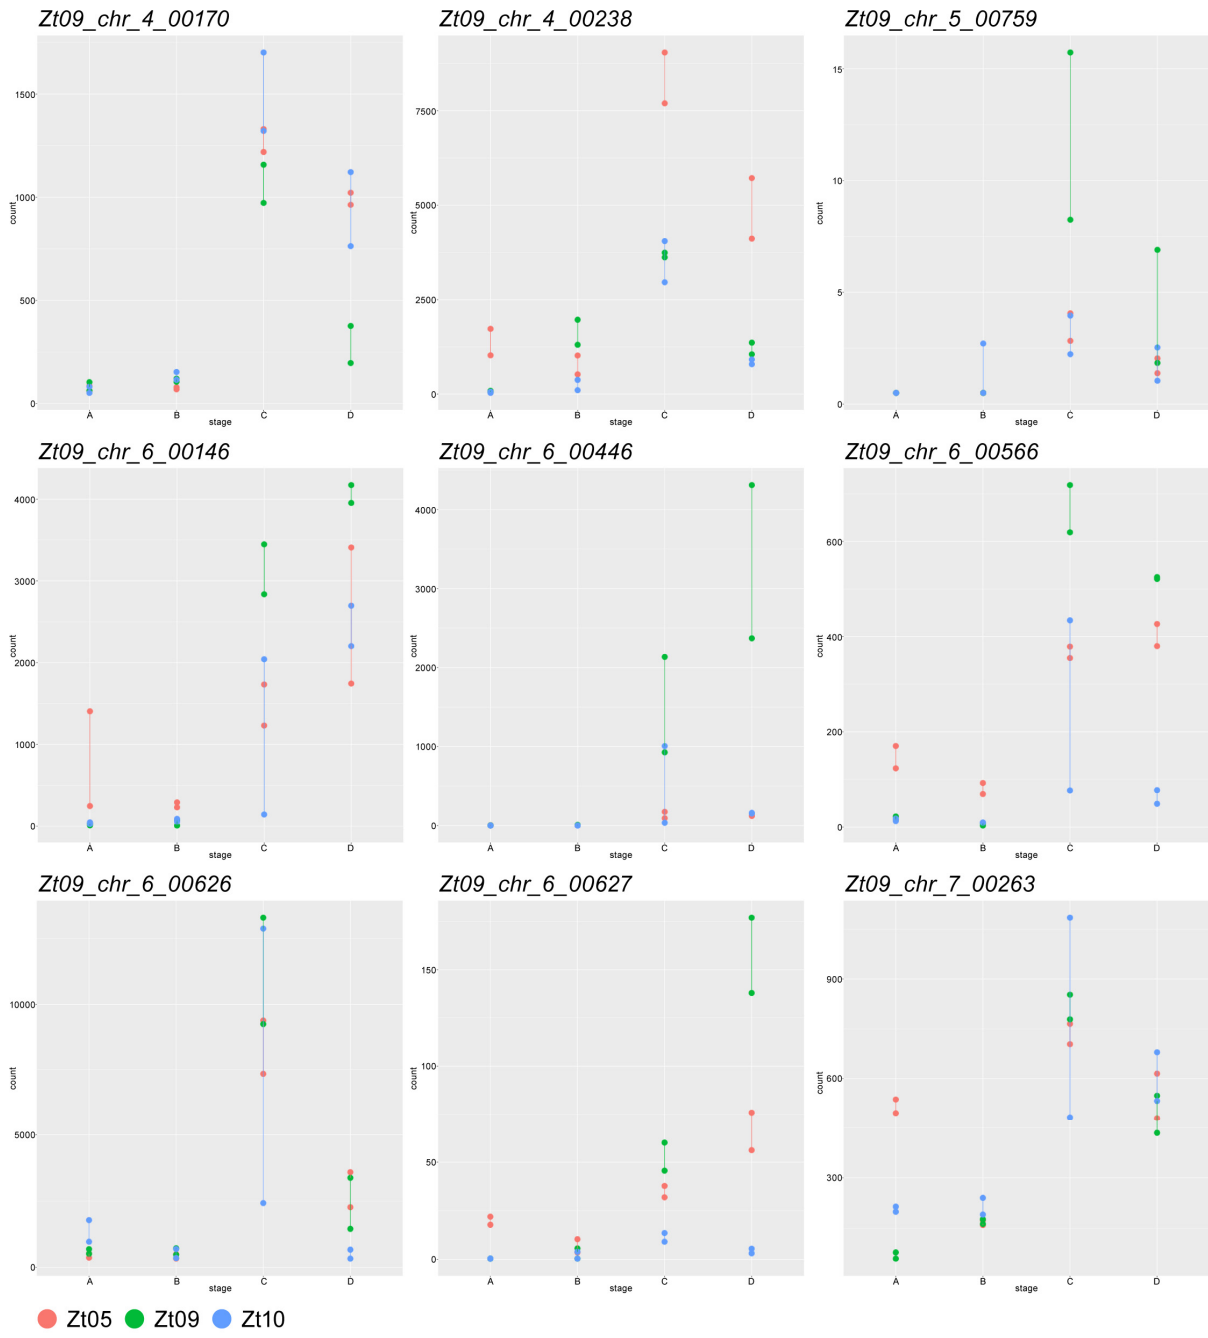 Zt09_chr_4_00170 Zt09_chr_4_00238 Zt09_chr_5_00759
1500 1000 500 0
count
A B C D
stage
7500 5000 2500 0
count
A B C D
stage
15 10 5 0
count
A B C D
stage
Zt09_chr_6_00146 Zt09_chr_6_00446 Zt09_chr_6_00566
4000 3000 2000 1000 0
count
A B C D
stage
4000 3000 2000 1000 0
count
A B C D
stage
600 400 200 0
count
A B C D
stage
Zt09_chr_6_00626 Zt09_chr_6_00627 Zt09_chr_7_00263
10000 5000 0
count
A B C D
stage
150 100 50 0
count
A B C D
stage
900 600 300
count
A B C D
stage
Zt05 Zt09 Zt10